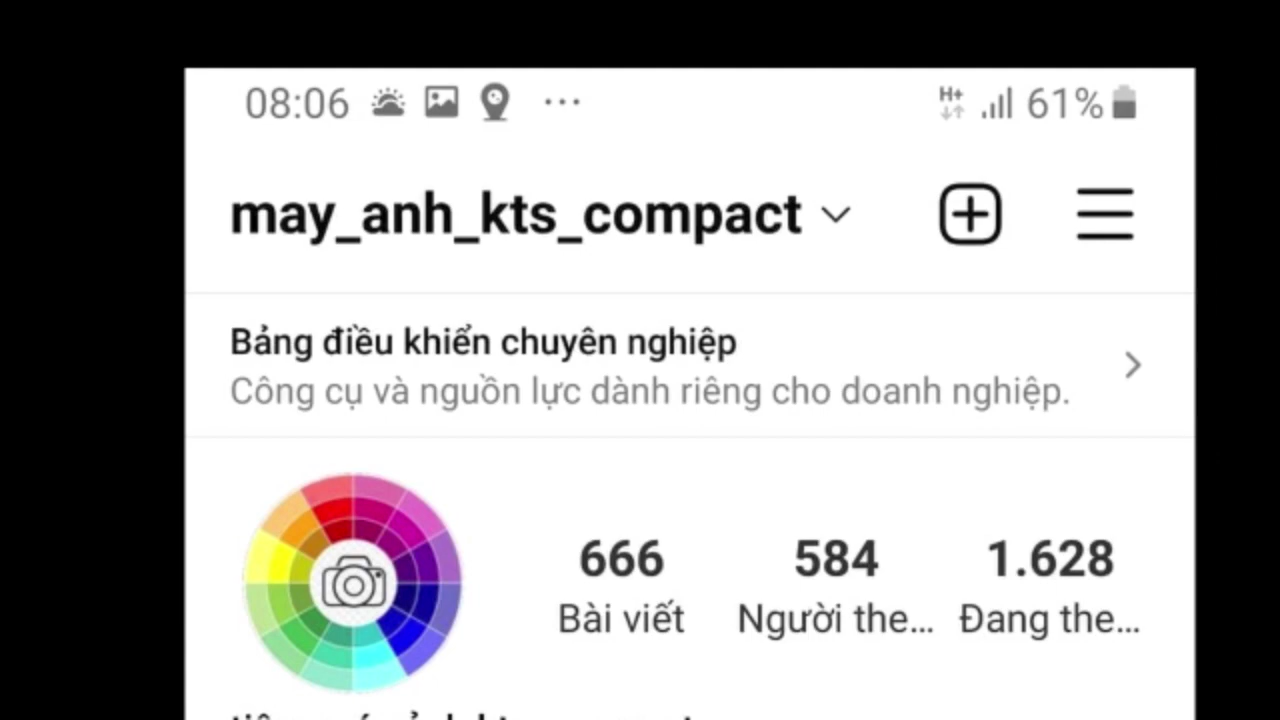 08:06 ... H+ 61%
may_anh_kts_compact
Bảng điều khiển chuyên nghiệp
Công cụ và nguồn lực dành riêng cho doanh nghiệp.
666 584 1.628
Bài viết Người the... Đang the...